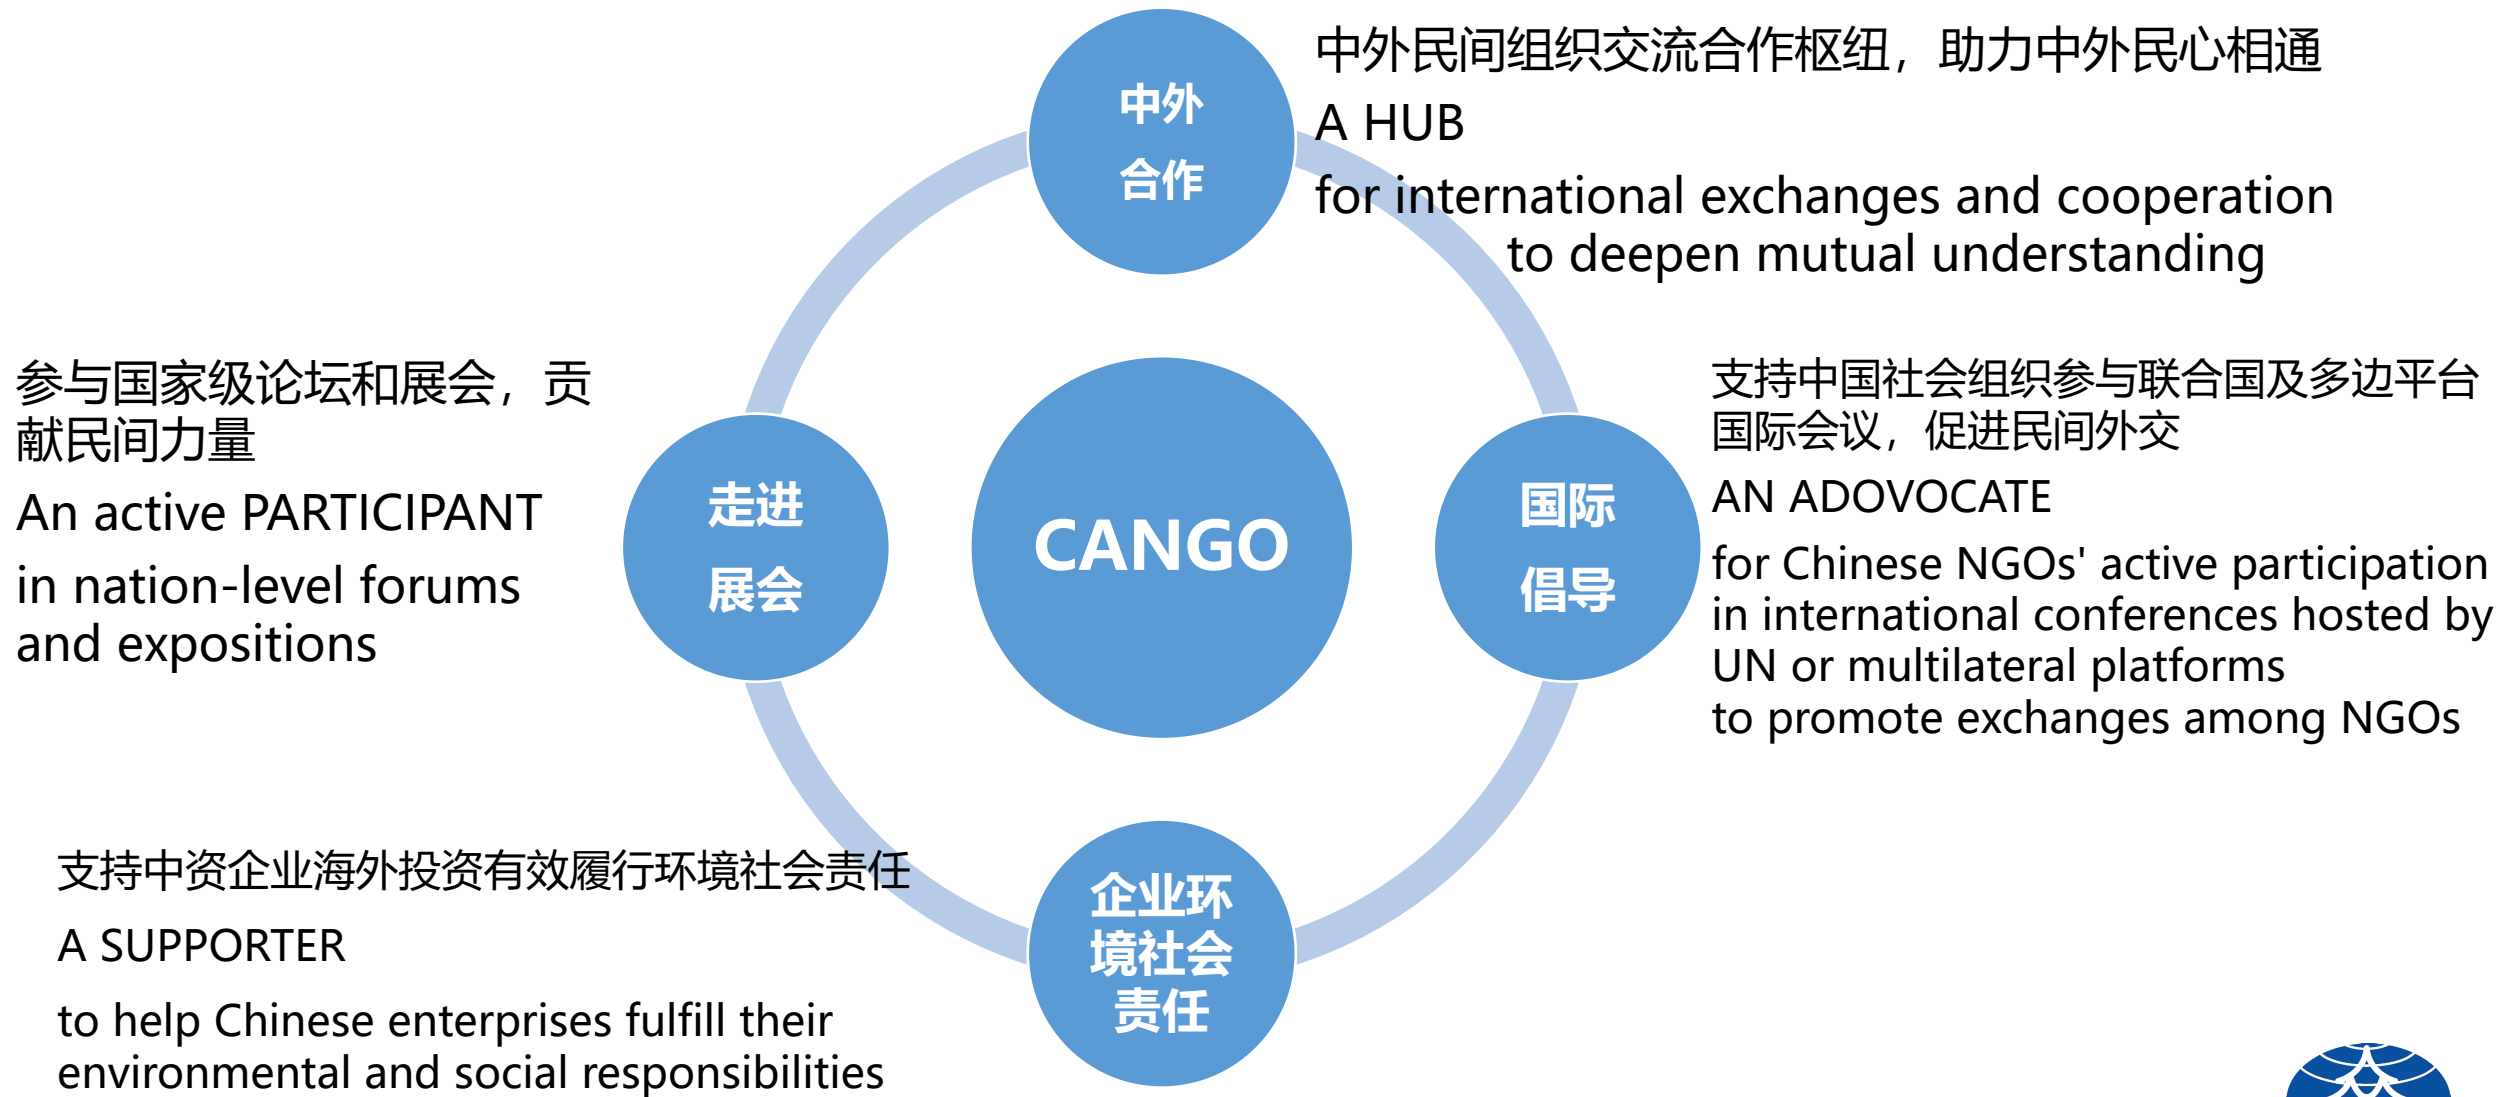 中外
合作
中外民间组织交流合作枢纽，助力中外民心相通
A HUB
for international exchanges and cooperation
to deepen mutual understanding
参与国家级论坛和展会，贡
献民间力量
An active PARTICIPANT
in nation-level forums
and expositions
走进
展会
CANGO
国际
倡导
支持中国社会组织参与联合国及多边平台
国际会议，促进民间外交
AN ADOVOCATE
for Chinese NGOs' active participation
in international conferences hosted by
UN or multilateral platforms
to promote exchanges among NGOs
支持中资企业海外投资有效履行环境社会责任
A SUPPORTER
to help Chinese enterprises fulfill their
environmental and social responsibilities
企业环
境社会
责任